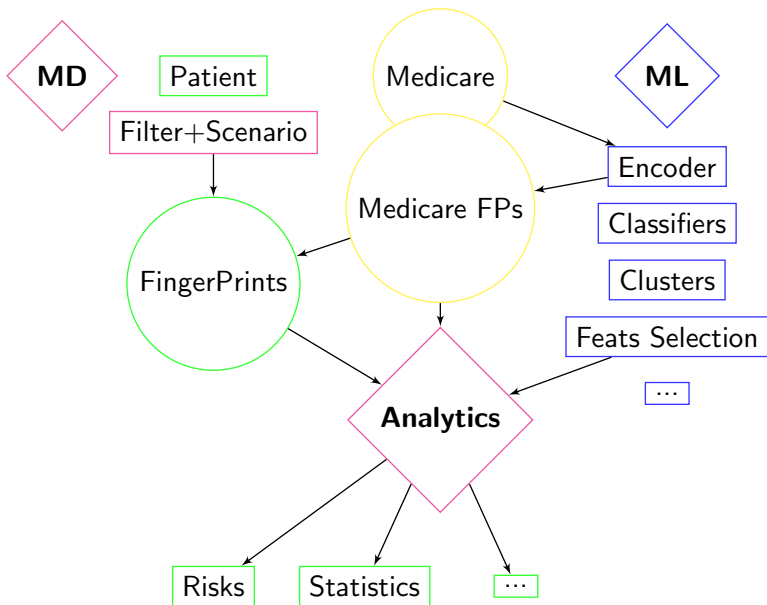 MD
Patient
Medicare
ML
Filter+Scenario
Encoder
Medicare FPs
Classifiers
FingerPrints
Clusters
Feats Selection
...
Analytics
Risks
Statistics
...